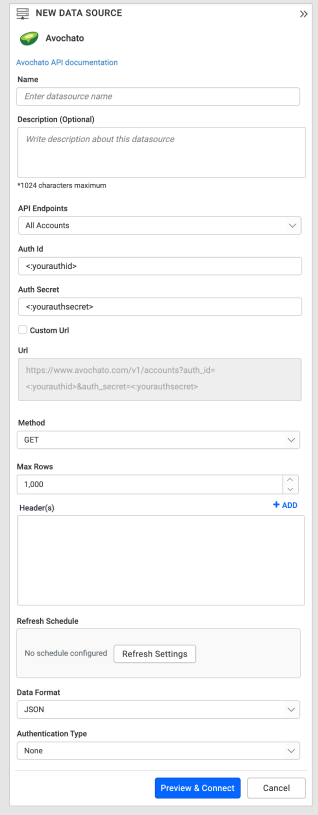 NEW DATA SOURCE
Avochato
Avochato API documentation
Name
Enter datasource name
Description (Optional)
Write description about this datasource
*1024 characters maximum
API Endpoints
All Accounts
Auth Id
<:yourauthid>
Auth Secret
<:yourauthsecret>
Custom Url
Url
https://www.avochato.com/v1/accounts?auth_id=
<:yourauthid>&auth_secret=<:yourauthsecret>
Method
GET
Max Rows
1,000
Header(s)
+ ADD
Refresh Schedule
No schedule configured Refresh Settings
Data Format
JSON
Authentication Type
None
Preview & Connect Cancel